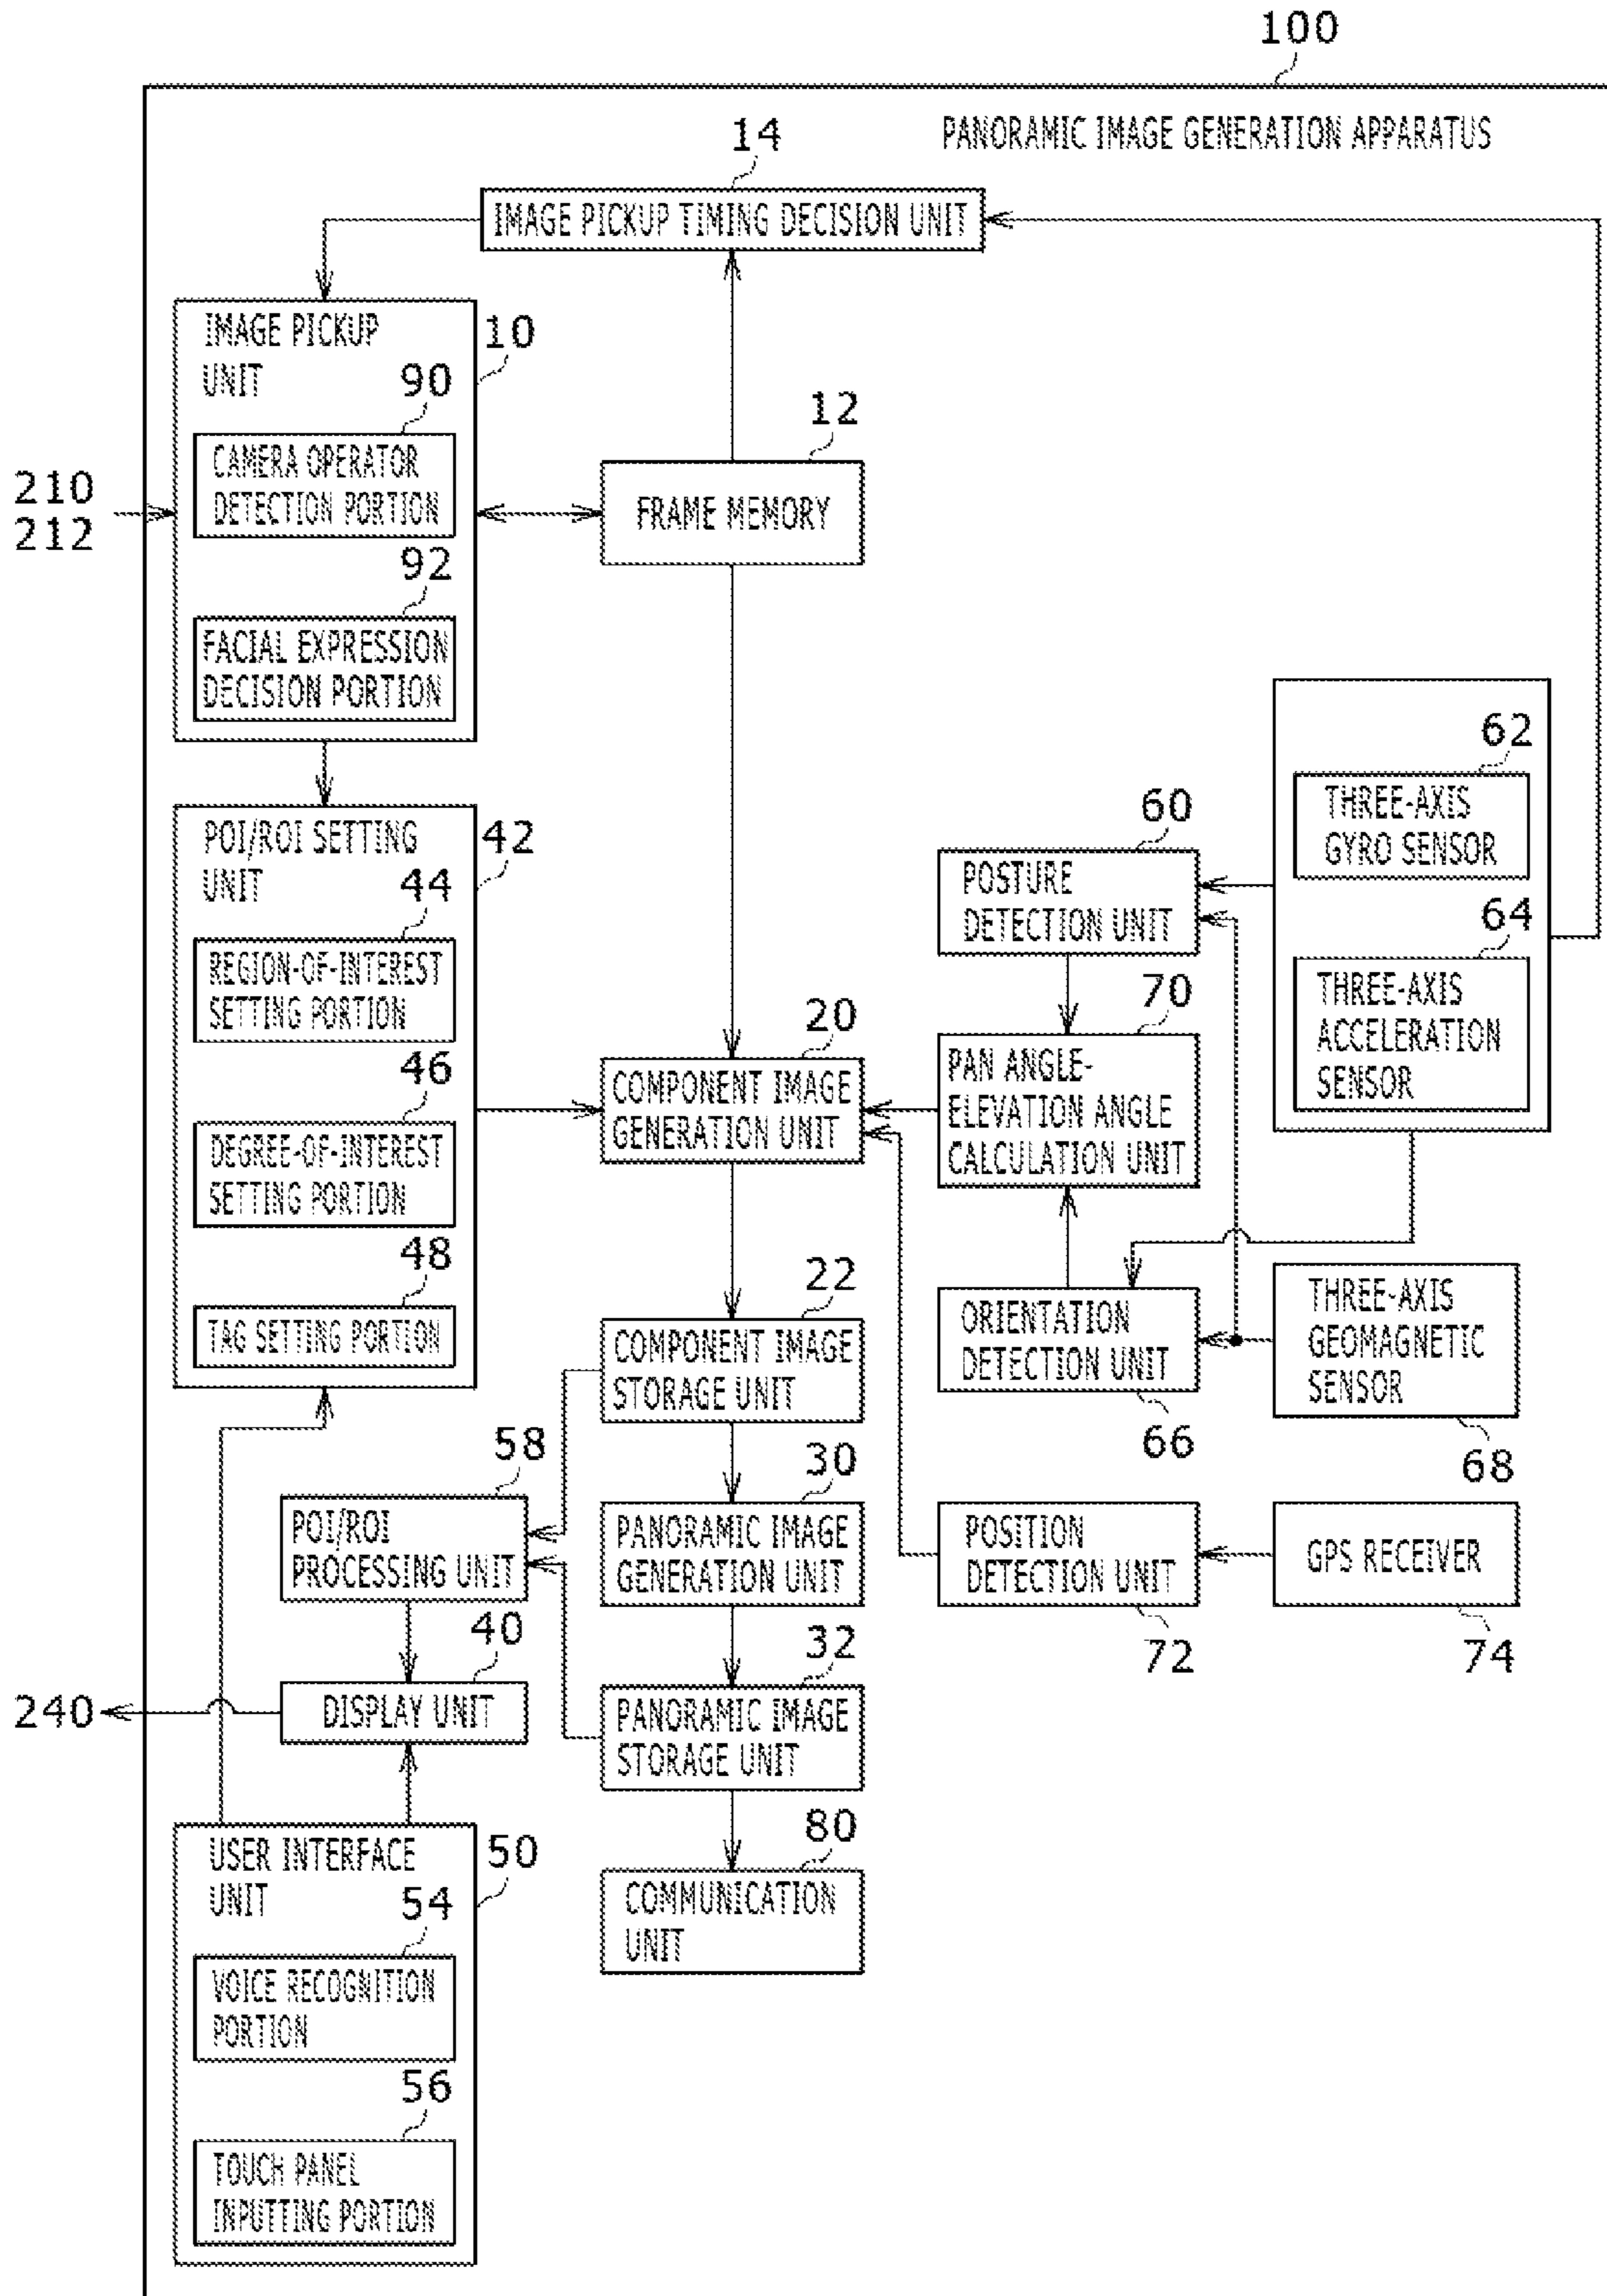 100
PANORAMIC IMAGE GENERATION APPARATUS
14
IMAGE PICKUP TIMING DECISION UNIT
IMAGE PICKUP
UNIT
10
90
CAMERA OPERATOR
DETECTION PORTION
210
212
92
FACIAL EXPRESSION
DECISION PORTION
12
FRAME MEMORY
POI/ROI SETTING
UNIT
42
44
REGION-OF-INTEREST
SETTING PORTION
46
DEGREE-OF-INTEREST
SETTING PORTION
48
TAG SETTING PORTION
62
THREE-AXIS
GYRO SENSOR
64
THREE-AXIS
ACCELERATION
SENSOR
60
POSTURE
DETECTION UNIT
70
PAN ANGLE-
ELEVATION ANGLE
CALCULATION UNIT
20
COMPONENT IMAGE
GENERATION UNIT
22
COMPONENT IMAGE
STORAGE UNIT
ORIENTATION
DETECTION UNIT
66
THREE-AXIS
GEOMAGNETIC
SENSOR
68
58
POI/ROI
PROCESSING UNIT
30
PANORAMIC IMAGE
GENERATION UNIT
POSITION
DETECTION UNIT
72
GPS RECEIVER
74
40
DISPLAY UNIT
240
32
PANORAMIC IMAGE
STORAGE UNIT
80
COMMUNICATION
UNIT
USER INTERFACE
UNIT
50
54
VOICE RECOGNITION
PORTION
56
TOUCH PANEL
INPUTTING PORTION